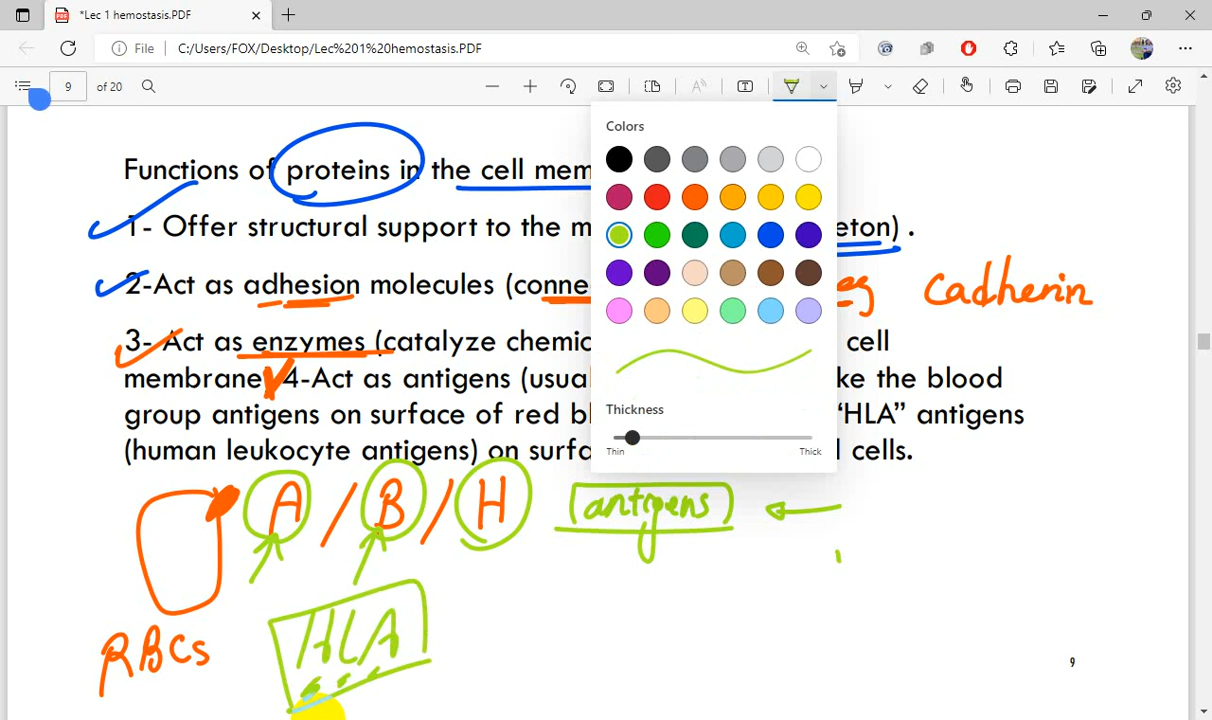 *Lec 1 hemostasis.PDF
File C:/Users/FOX/Desktop/Lec%201%20hemostasis.PDF
9 of 20
Colors
Thickness
Thin Thick
Functions of proteins in the cell mem
1- Offer structural support to the m eton) .
2-Act as adhesion molecules (conne eg Cadherin
3- Act as enzymes (catalyze chemic cell
membrane 4-Act as antigens (usua ke the blood
group antigens on surface of red bl "HLA" antigens
(human leukocyte antigens) on surfa d cells.
A / B / H antigens
RBCs
HLA
9